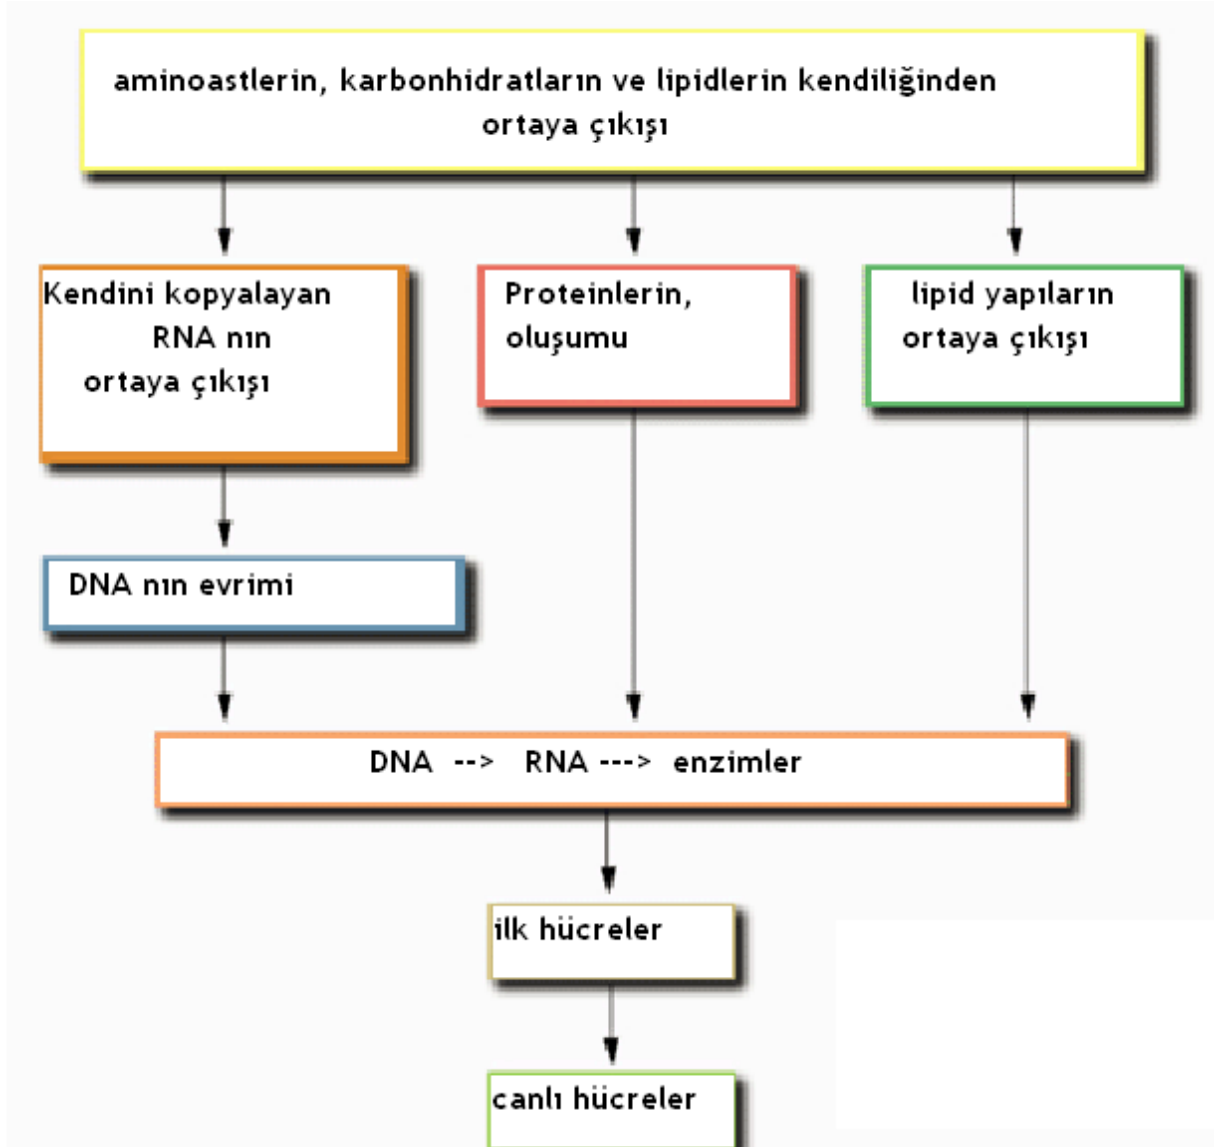 aminoastlerin, karbonhidratların ve lipidlerin kendiliğinden
ortaya çıkışı
Kendini kopyalayan
RNA nın
ortaya çıkışı
Proteinlerin,
oluşumu
lipid yapıların
ortaya çıkışı
DNA nın evrimi
DNA --> RNA ---> enzimler
ilk hücreler
canlı hücreler